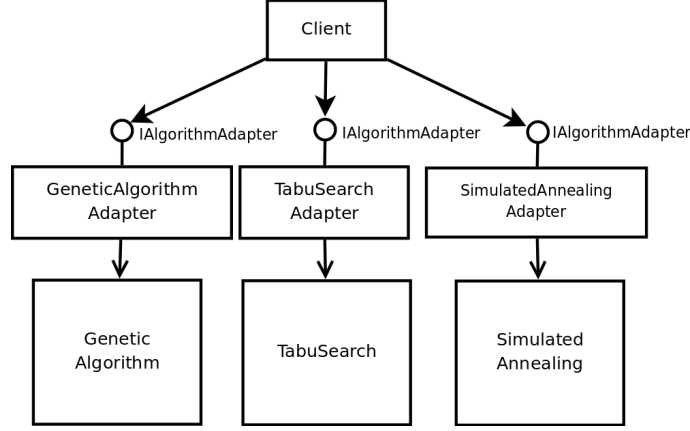 Client
IAlgorithmAdapter
IAlgorithmAdapter
IAlgorithmAdapter
GeneticAlgorithm
Adapter
TabuSearch
Adapter
SimulatedAnnealing
Adapter
Genetic
Algorithm
TabuSearch
Simulated
Annealing